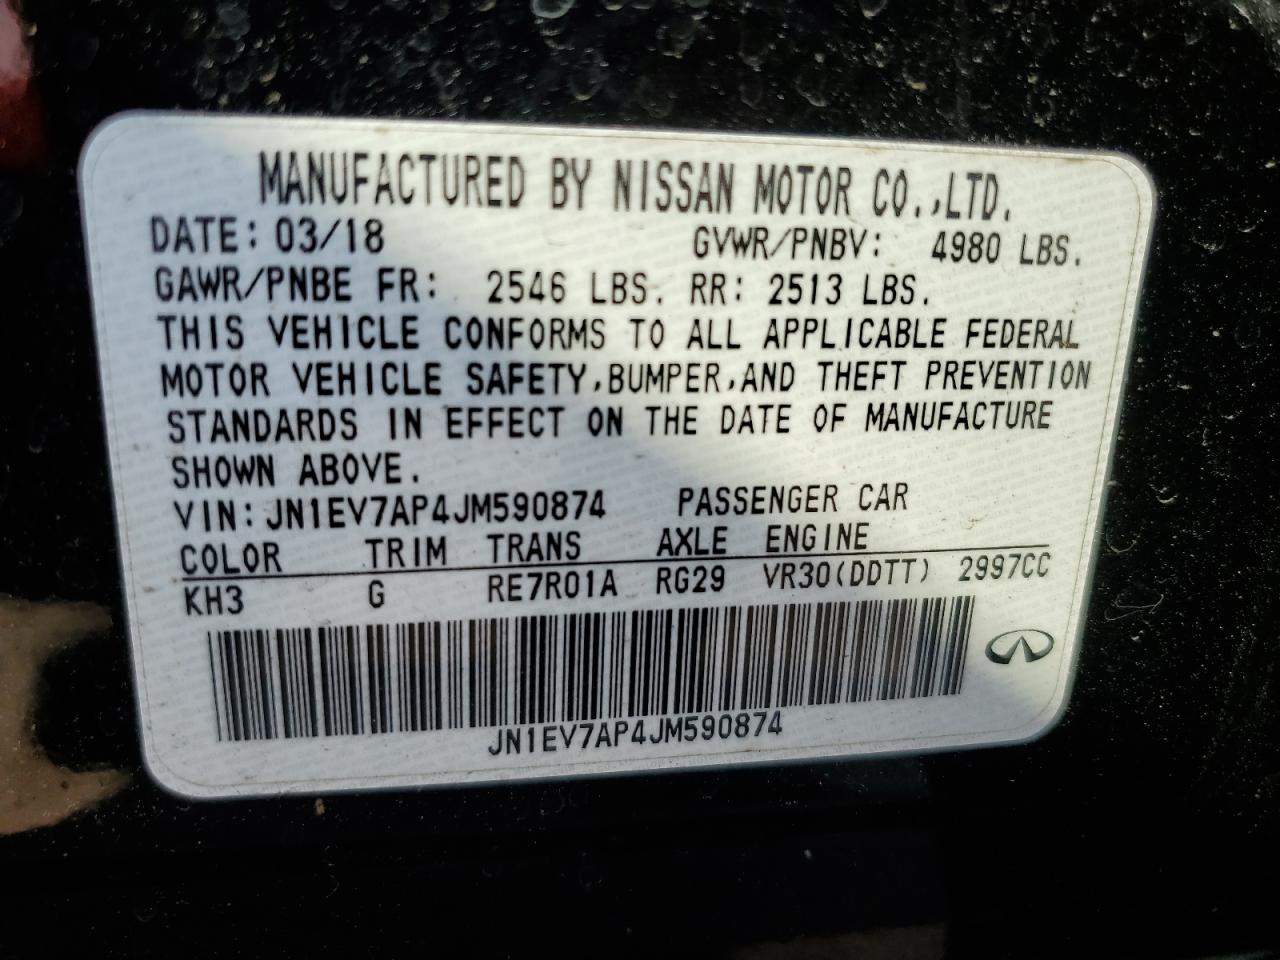 MANUFACTURED BY NISSAN MOTOR CO.,LTD.
DATE: 03/18 GVWR/PNBV: 4980 LBS.
GAWR/PNBE FR: 2546 LBS. RR: 2513 LBS.
THIS VEHICLE CONFORMS TO ALL APPLICABLE FEDERAL
MOTOR VEHICLE SAFETY,BUMPER,AND THEFT PREVENTION
STANDARDS IN EFFECT ON THE DATE OF MANUFACTURE
SHOWN ABOVE.
VIN: JN1EV7AP4JM590874 PASSENGER CAR
COLOR TRIM TRANS AXLE ENGINE
KH3 G RE7R01A RG29 VR30(DDTT) 2997CC
JN1EV7AP4JM590874